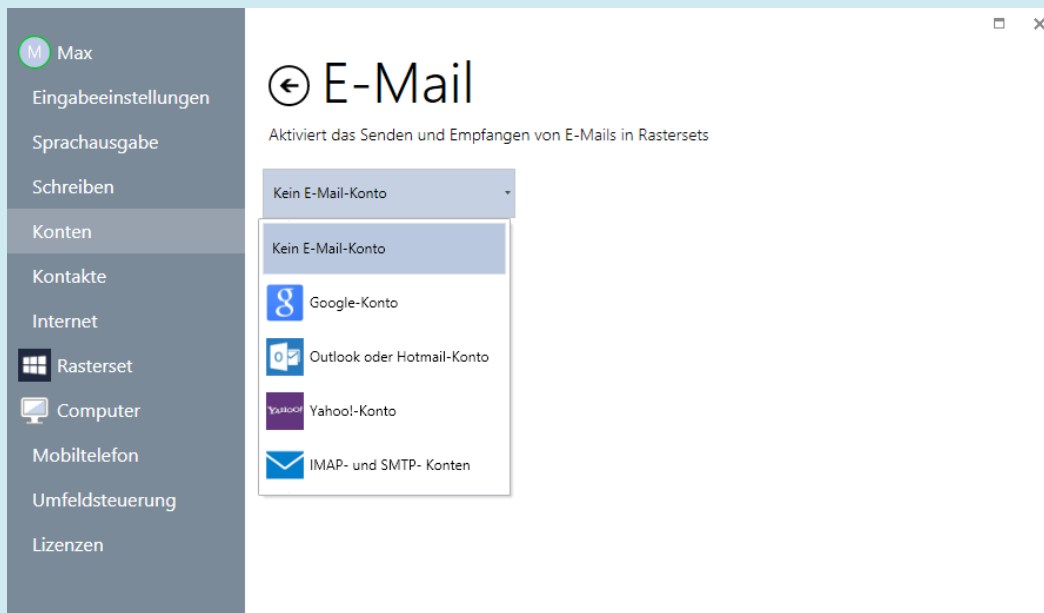 M Max
Eingabeeinstellungen
Sprachausgabe
Schreiben
Konten
Kontakte
Internet
Rasterset
Computer
Mobiltelefon
Umfeldsteuerung
Lizenzen
E-Mail
Aktiviert das Senden und Empfangen von E-Mails in Rastersets
Kein E-Mail-Konto
Kein E-Mail-Konto
g Google-Konto
o Outlook oder Hotmail-Konto
YAHOO! Yahoo!-Konto
IMAP- und SMTP- Konten